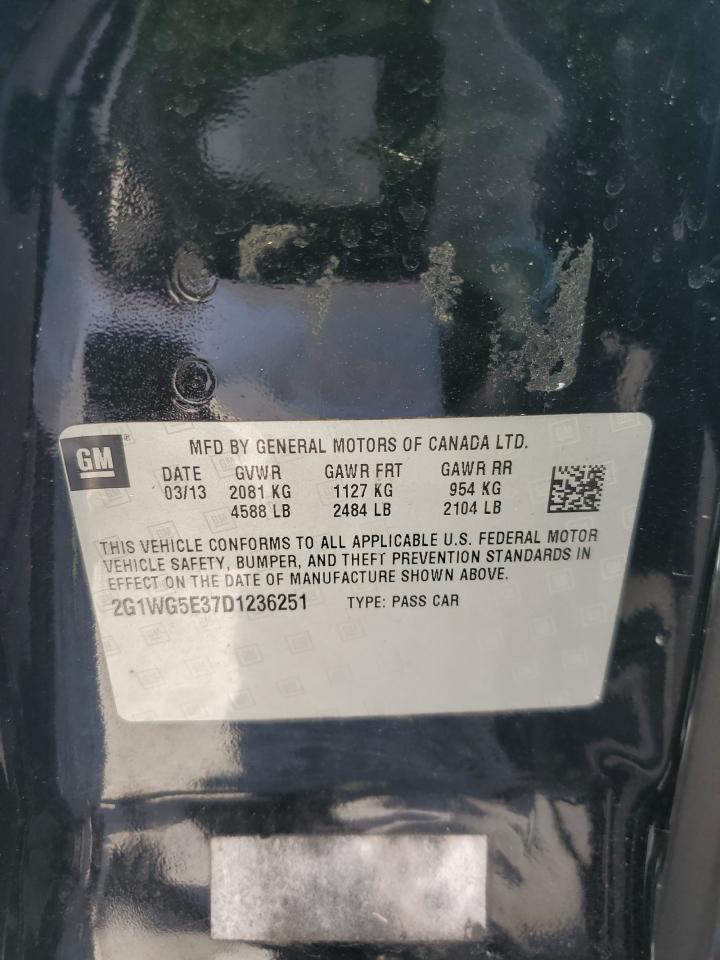 GM
MFD BY GENERAL MOTORS OF CANADA LTD.
DATE GVWR GAWR FRT GAWR RR
03/13 2081 KG 1127 KG 954 KG
4588 LB 2484 LB 2104 LB
THIS VEHICLE CONFORMS TO ALL APPLICABLE U.S. FEDERAL MOTOR
VEHICLE SAFETY, BUMPER, AND THEFT PREVENTION STANDARDS IN
EFFECT ON THE DATE OF MANUFACTURE SHOWN ABOVE.
2G1WG5E37D1236251 TYPE: PASS CAR